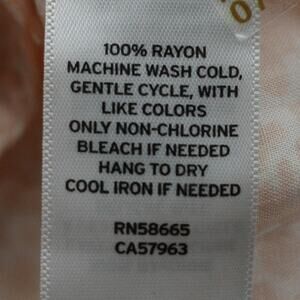 07
100% RAYON
MACHINE WASH COLD,
GENTLE CYCLE, WITH
LIKE COLORS
ONLY NON-CHLORINE
BLEACH IF NEEDED
HANG TO DRY
COOL IRON IF NEEDED
RN58665
CA57963